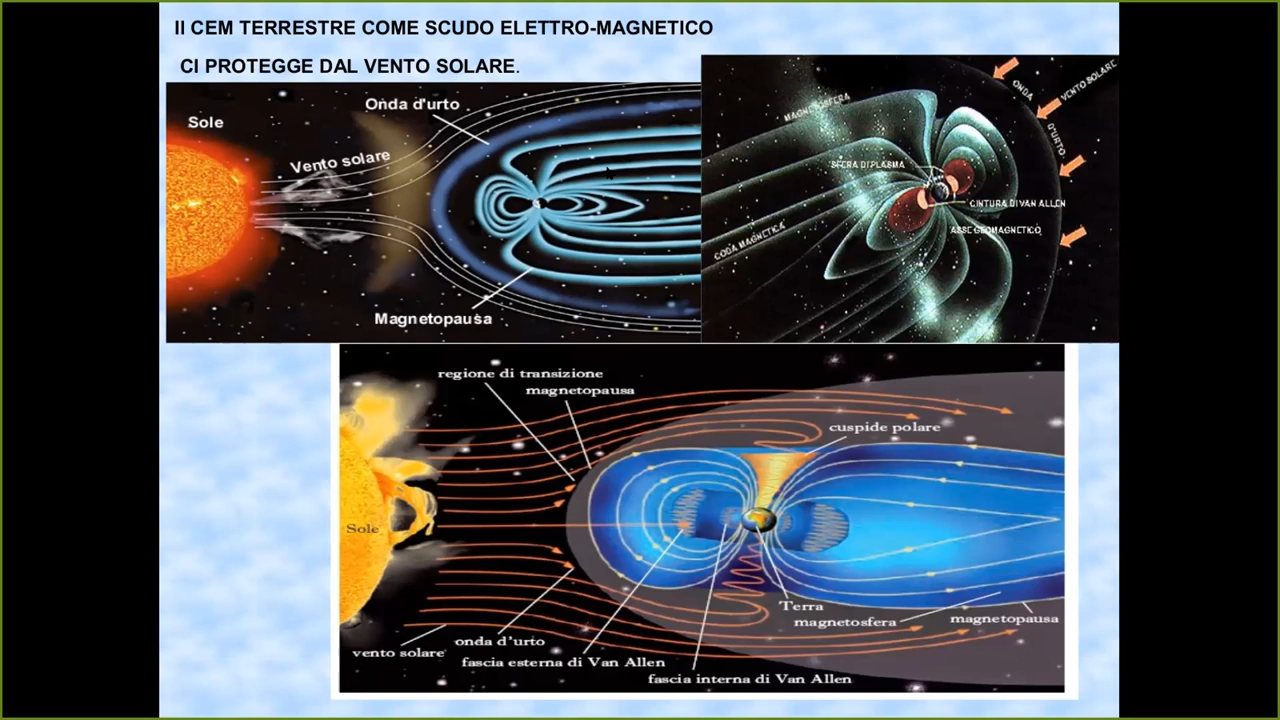 Il CEM TERRESTRE COME SCUDO ELETTRO-MAGNETICO
CI PROTEGGE DAL VENTO SOLARE.
Onda d'urto
Sole
Vento solare
Magnetopausa
MAGNETOSFERA
ONDA
D'URTO
VENTO SOLARE
SFERA DI PLASMA
CINTURA DI VAN ALLEN
ASSE GEOMAGNETICO
CODA MAGNETICA
regione di transizione
magnetopausa
cuspide polare
Sole
Terra
magnetosfera
magnetopausa
onda d'urto
vento solare
fascia esterna di Van Allen
fascia interna di Van Allen